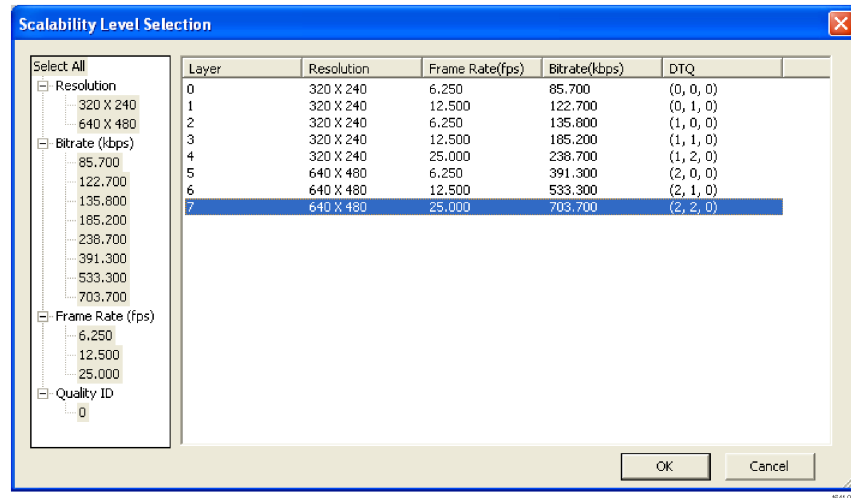 Scalability Level Selection
Select All
Resolution
320 X 240
640 X 480
Bitrate (kbps)
85.700
122.700
135.800
185.200
238.700
391.300
533.300
703.700
Frame Rate (fps)
6.250
12.500
25.000
Quality ID
0
Layer Resolution Frame Rate(fps) Bitrate(kbps) DTQ
0 320 X 240 6.250 85.700 (0, 0, 0)
1 320 X 240 12.500 122.700 (0, 1, 0)
2 320 X 240 6.250 135.800 (1, 0, 0)
3 320 X 240 12.500 185.200 (1, 1, 0)
4 320 X 240 25.000 238.700 (1, 2, 0)
5 640 X 480 6.250 391.300 (2, 0, 0)
6 640 X 480 12.500 533.300 (2, 1, 0)
7 640 X 480 25.000 703.700 (2, 2, 0)
OK Cancel